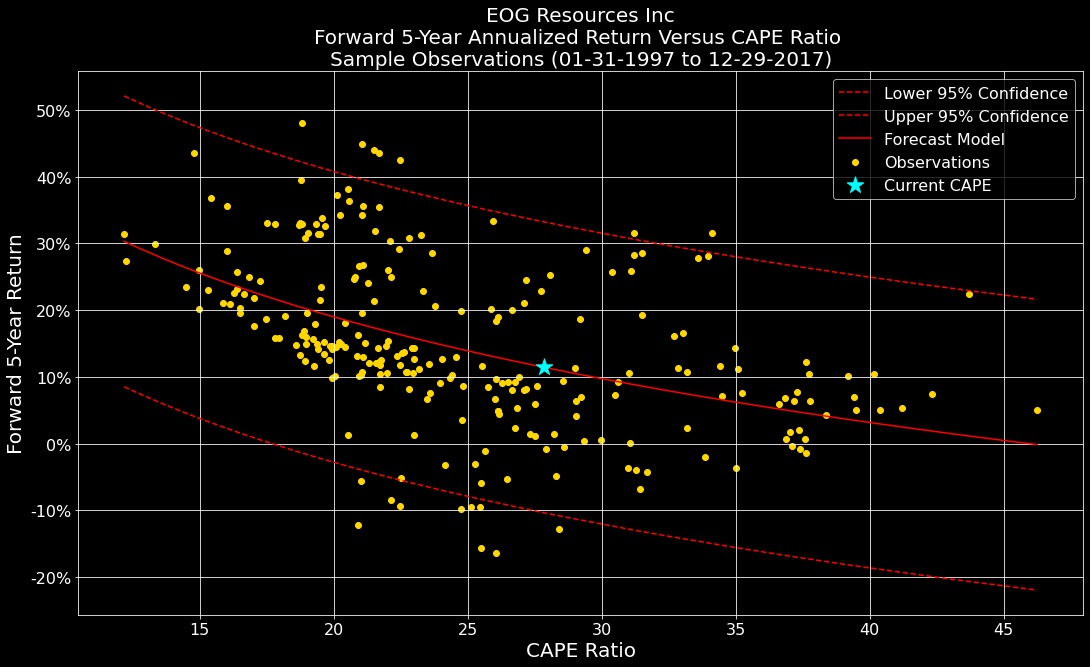 EOG Resources Inc
Forward 5-Year Annualized Return Versus CAPE Ratio
Sample Observations (01-31-1997 to 12-29-2017)
Lower 95% Confidence
Upper 95% Confidence
Forecast Model
Observations
Current CAPE
Forward 5-Year Return
50%
40%
30%
20%
10%
0%
-10%
-20%
15 20 25 30 35 40 45
CAPE Ratio